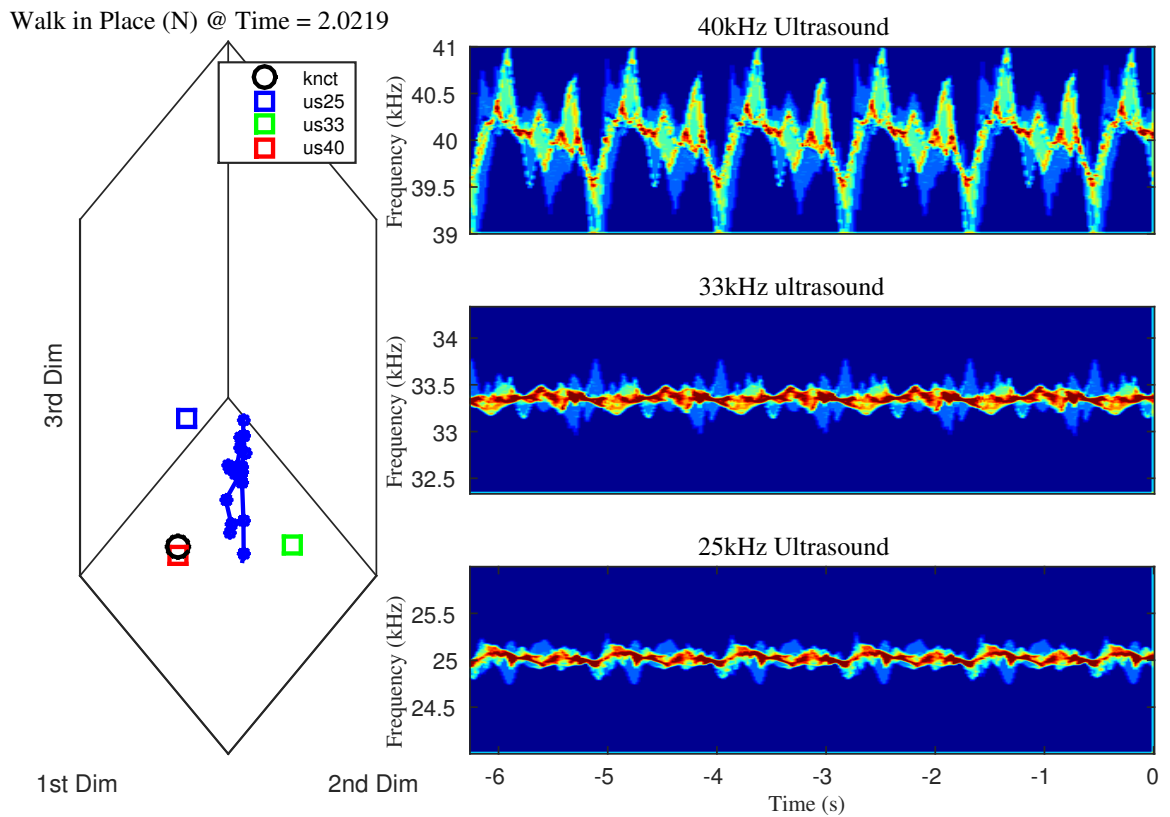 Walk in Place (N) @ Time = 2.0219
knct
us25
us33
us40
3rd Dim
1st Dim
2nd Dim
40kHz Ultrasound
Frequency (kHz)
41
40.5
40
39.5
39
33kHz ultrasound
Frequency (kHz)
34
33.5
33
32.5
25kHz Ultrasound
Frequency (kHz)
25.5
25
24.5
-6 -5 -4 -3 -2 -1 0
Time (s)